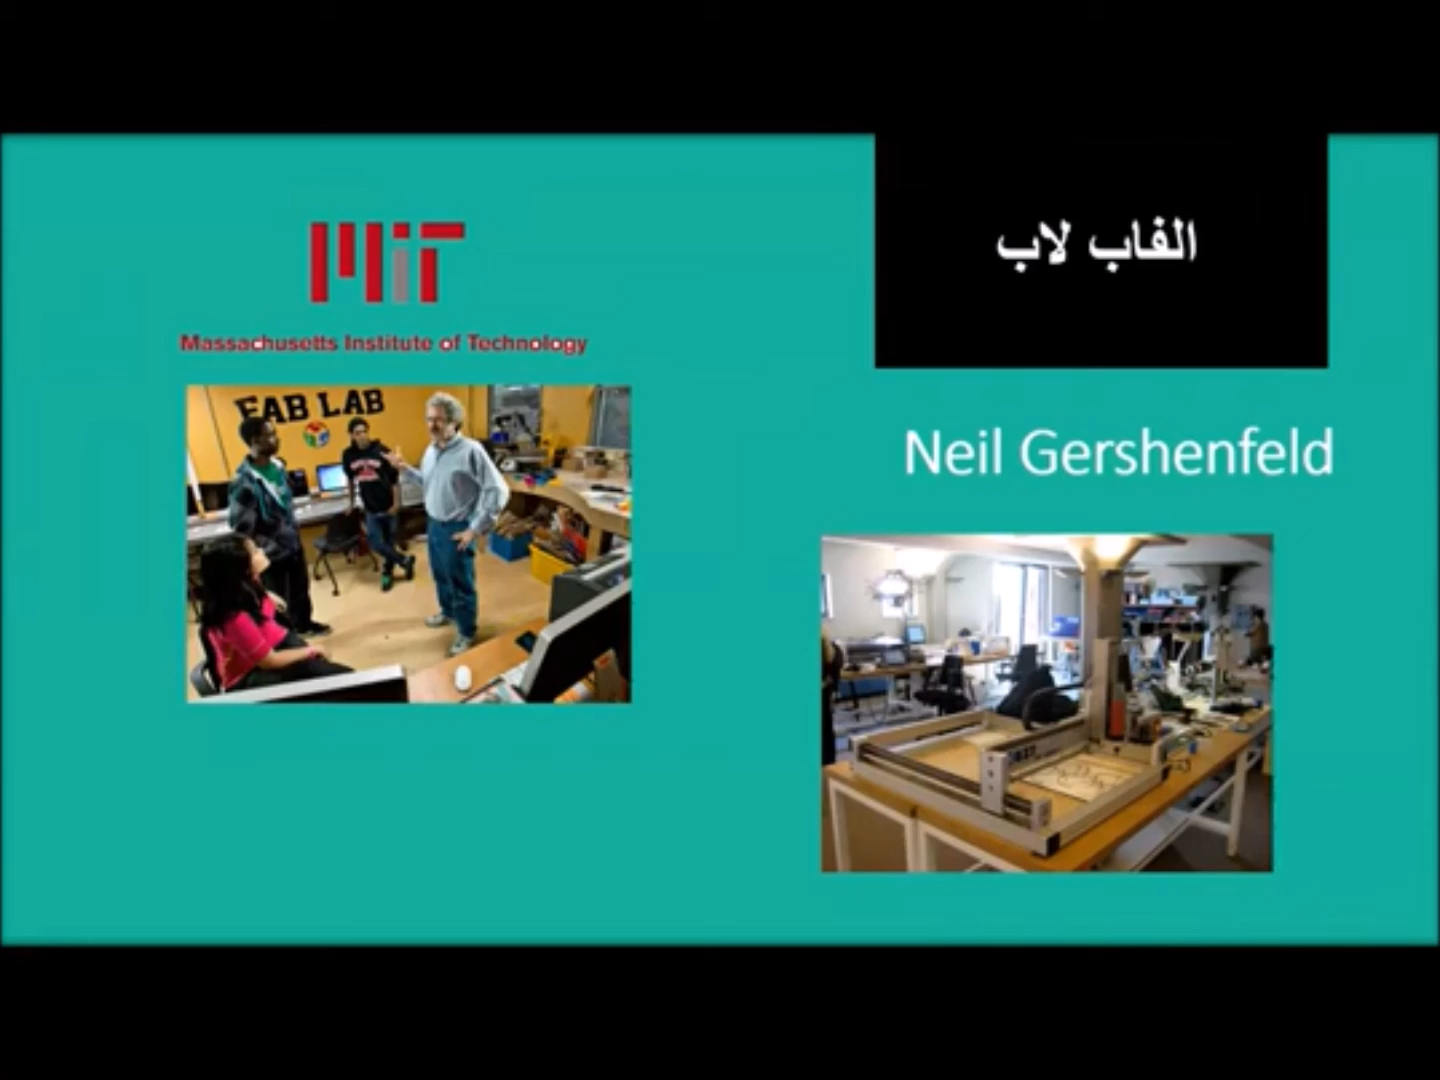 الفاب لاب
MIT
Massachusetts Institute of Technology
FAB LAB
Neil Gershenfeld